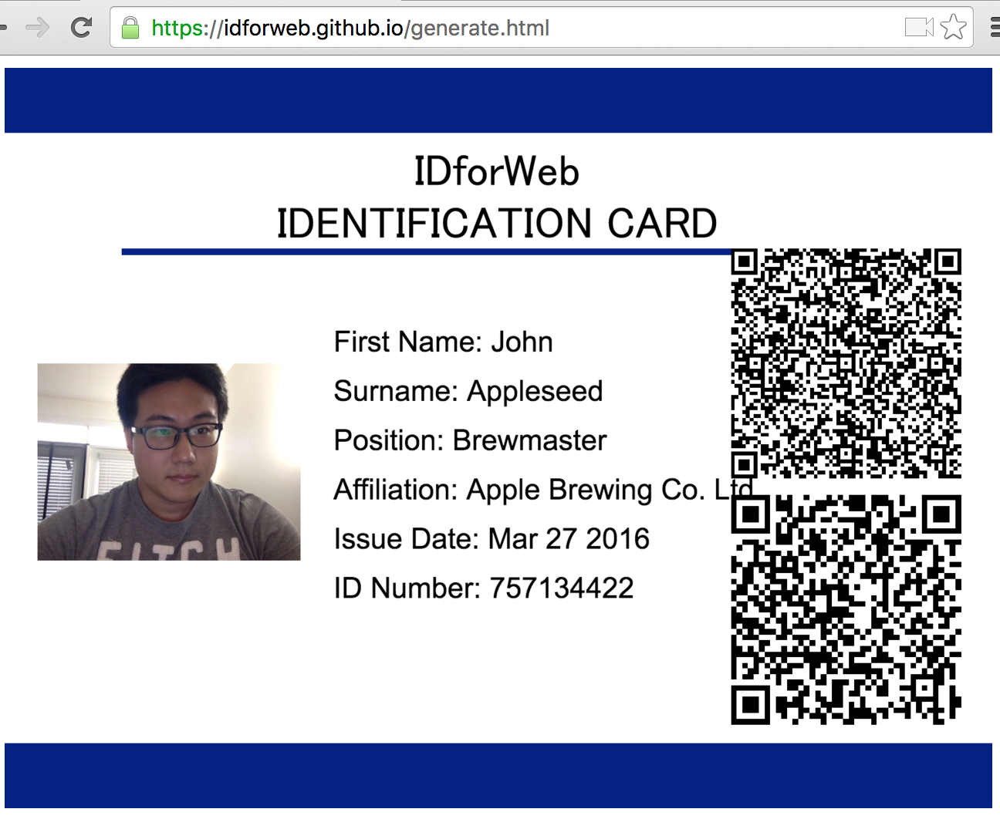 https://idforweb.github.io/generate.html
IDforWeb
IDENTIFICATION CARD
First Name: John
Surname: Appleseed
Position: Brewmaster
Affiliation: Apple Brewing Co. Ltd
Issue Date: Mar 27 2016
ID Number: 757134422
FITCH